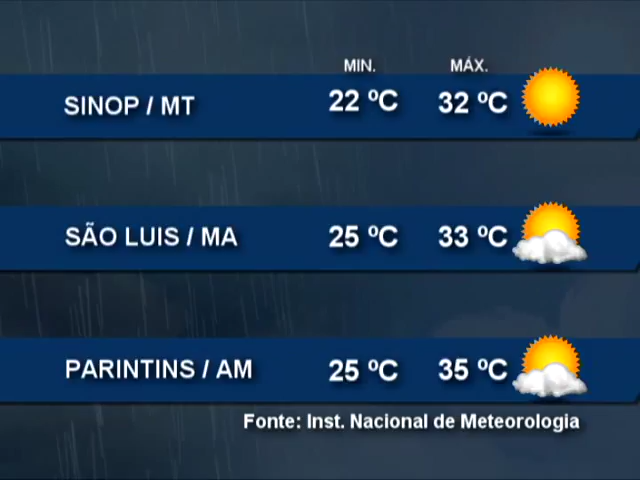 MIN. MÁX.
SINOP / MT 22 ºC 32 ºC
SÃO LUIS / MA 25 ºC 33 ºC
PARINTINS / AM 25 ºC 35 ºC
Fonte: Inst. Nacional de Meteorologia